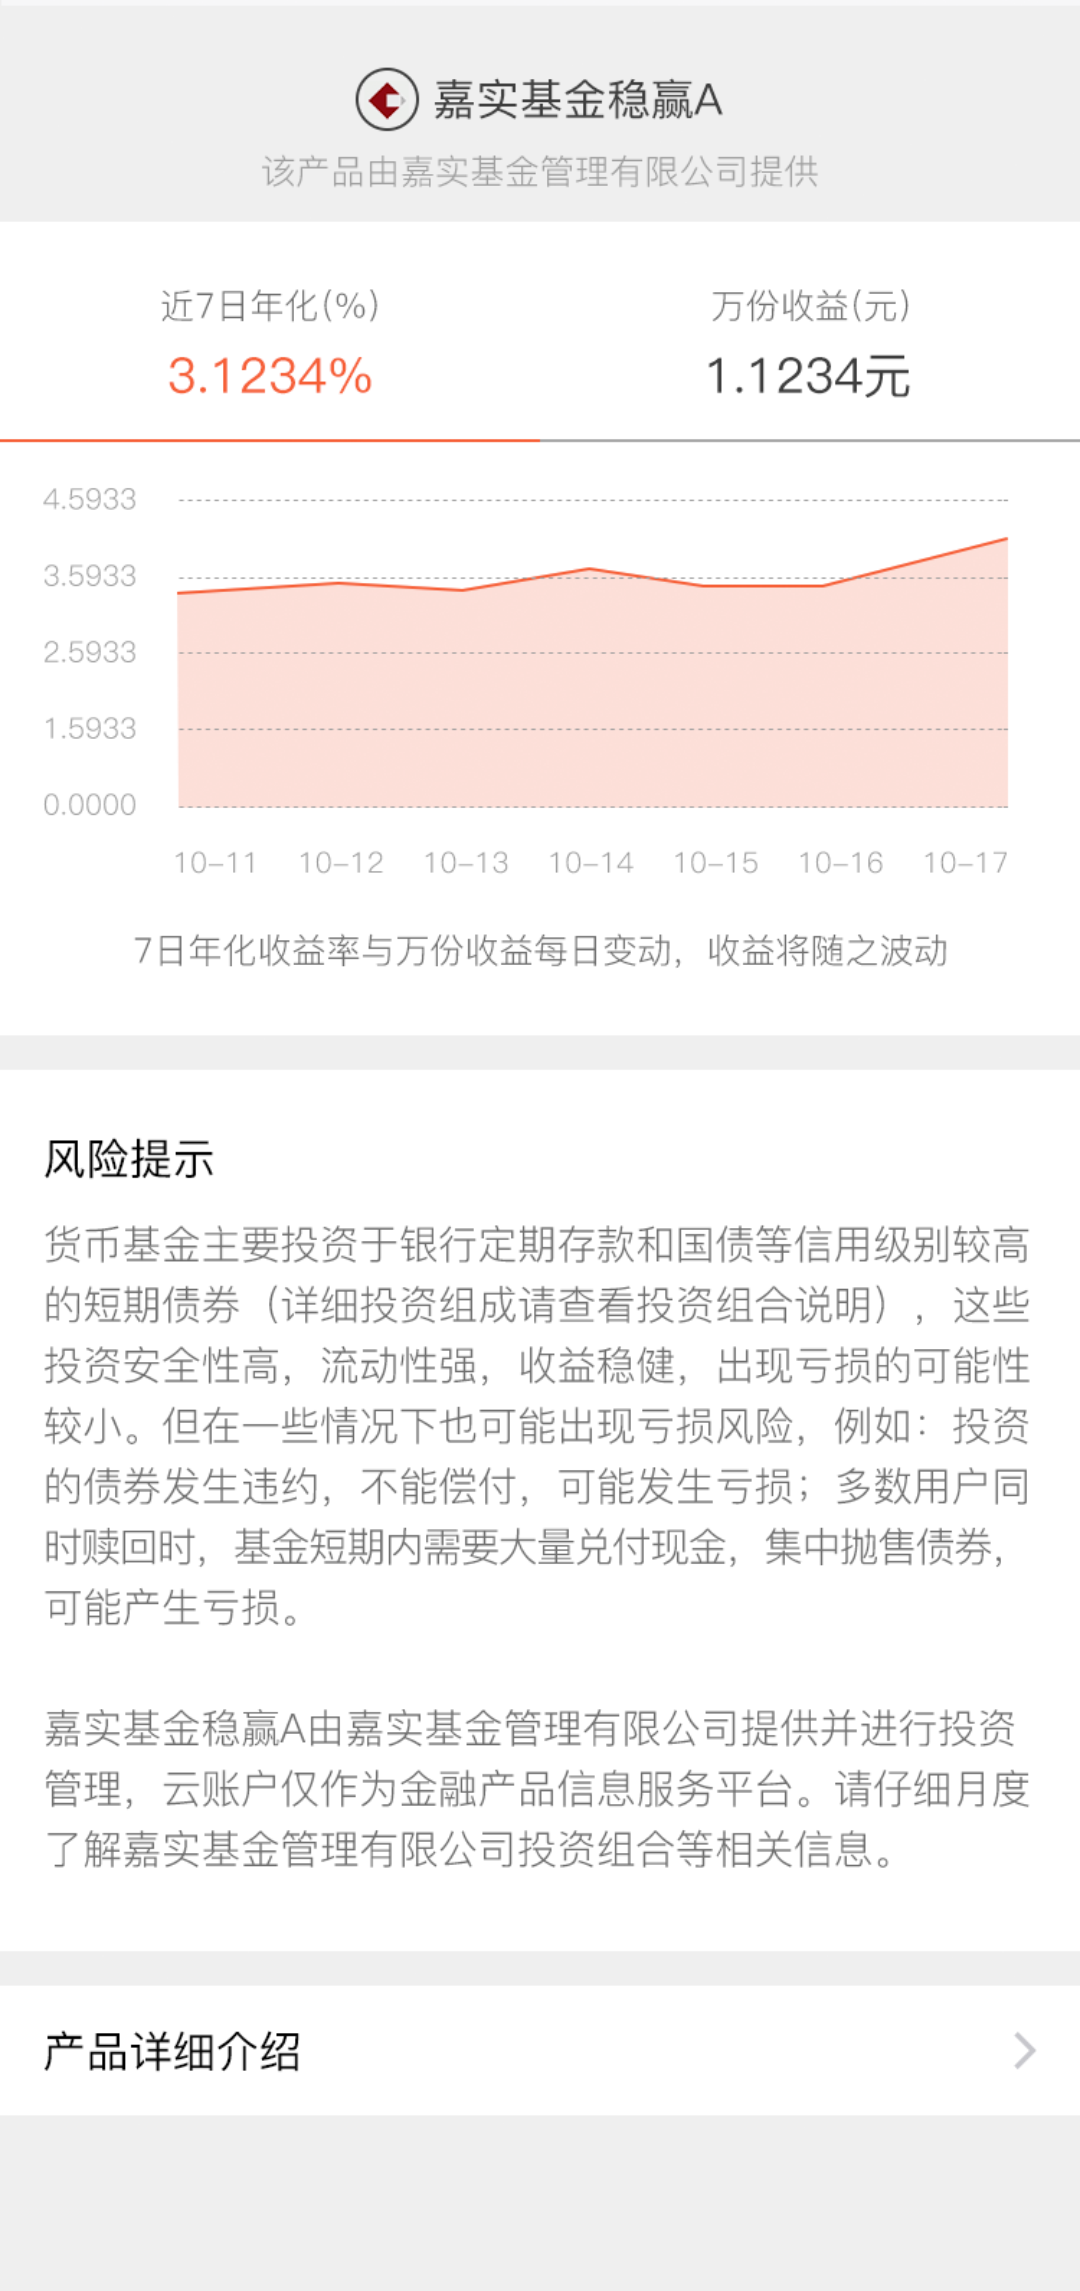 嘉实基金稳赢A
该产品由嘉实基金管理有限公司提供
近7日年化(%)
万份收益(元)
3.1234%
1.1234元
4.5933
3.5933
2.5933
1.5933
0.0000
10-11 10-12 10-13 10-14 10-15 10-16 10-17
7日年化收益率与万份收益每日变动，收益将随之波动
风险提示
货币基金主要投资于银行定期存款和国债等信用级别较高
的短期债券（详细投资组成请查看投资组合说明），这些
投资安全性高，流动性强，收益稳健，出现亏损的可能性
较小。但在一些情况下也可能出现亏损风险，例如：投资
的债券发生违约，不能偿付，可能发生亏损；多数用户同
时赎回时，基金短期内需要大量兑付现金，集中抛售债券，
可能产生亏损。
嘉实基金稳赢A由嘉实基金管理有限公司提供并进行投资
管理，云账户仅作为金融产品信息服务平台。请仔细月度
了解嘉实基金管理有限公司投资组合等相关信息。
产品详细介绍